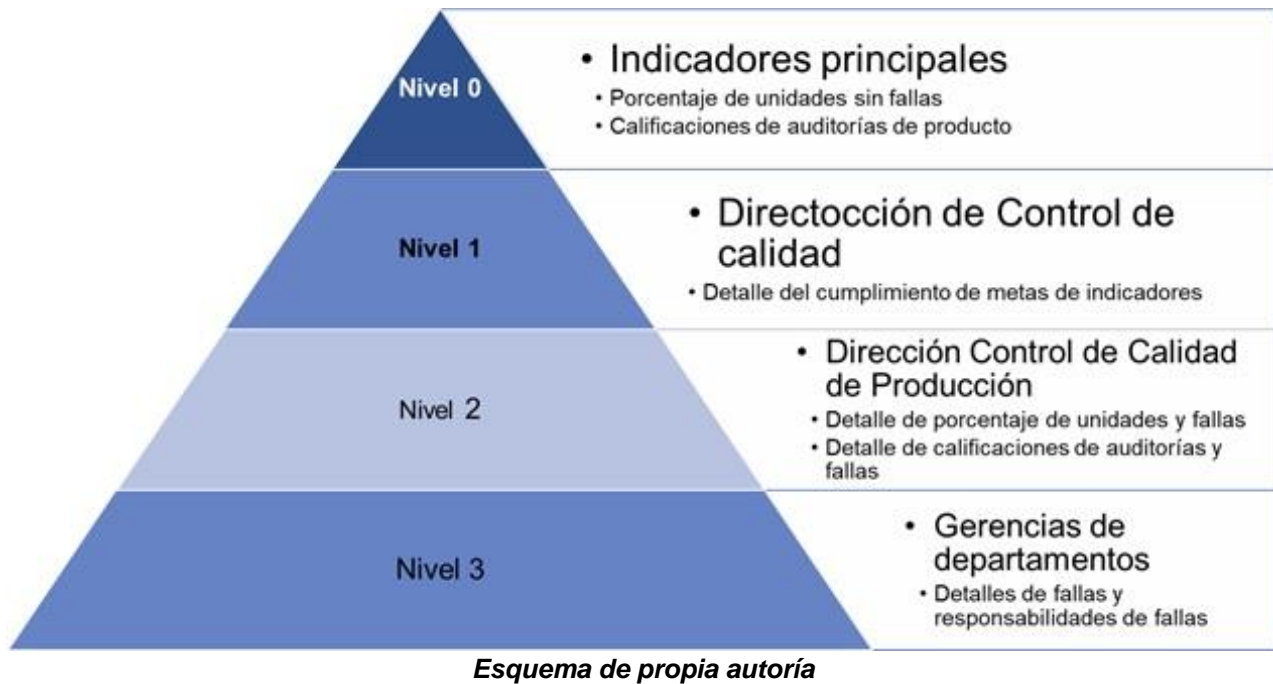 Nivel 0
• Indicadores principales
• Porcentaje de unidades sin fallas
• Calificaciones de auditorías de producto
Nivel 1
• Directocción de Control de
calidad
• Detalle del cumplimiento de metas de indicadores
Nivel 2
• Dirección Control de Calidad
de Producción
• Detalle de porcentaje de unidades y fallas
• Detalle de calificaciones de auditorías y
fallas
Nivel 3
• Gerencias de
departamentos
• Detalles de fallas y
responsabilidades de fallas
Esquema de propia autoría